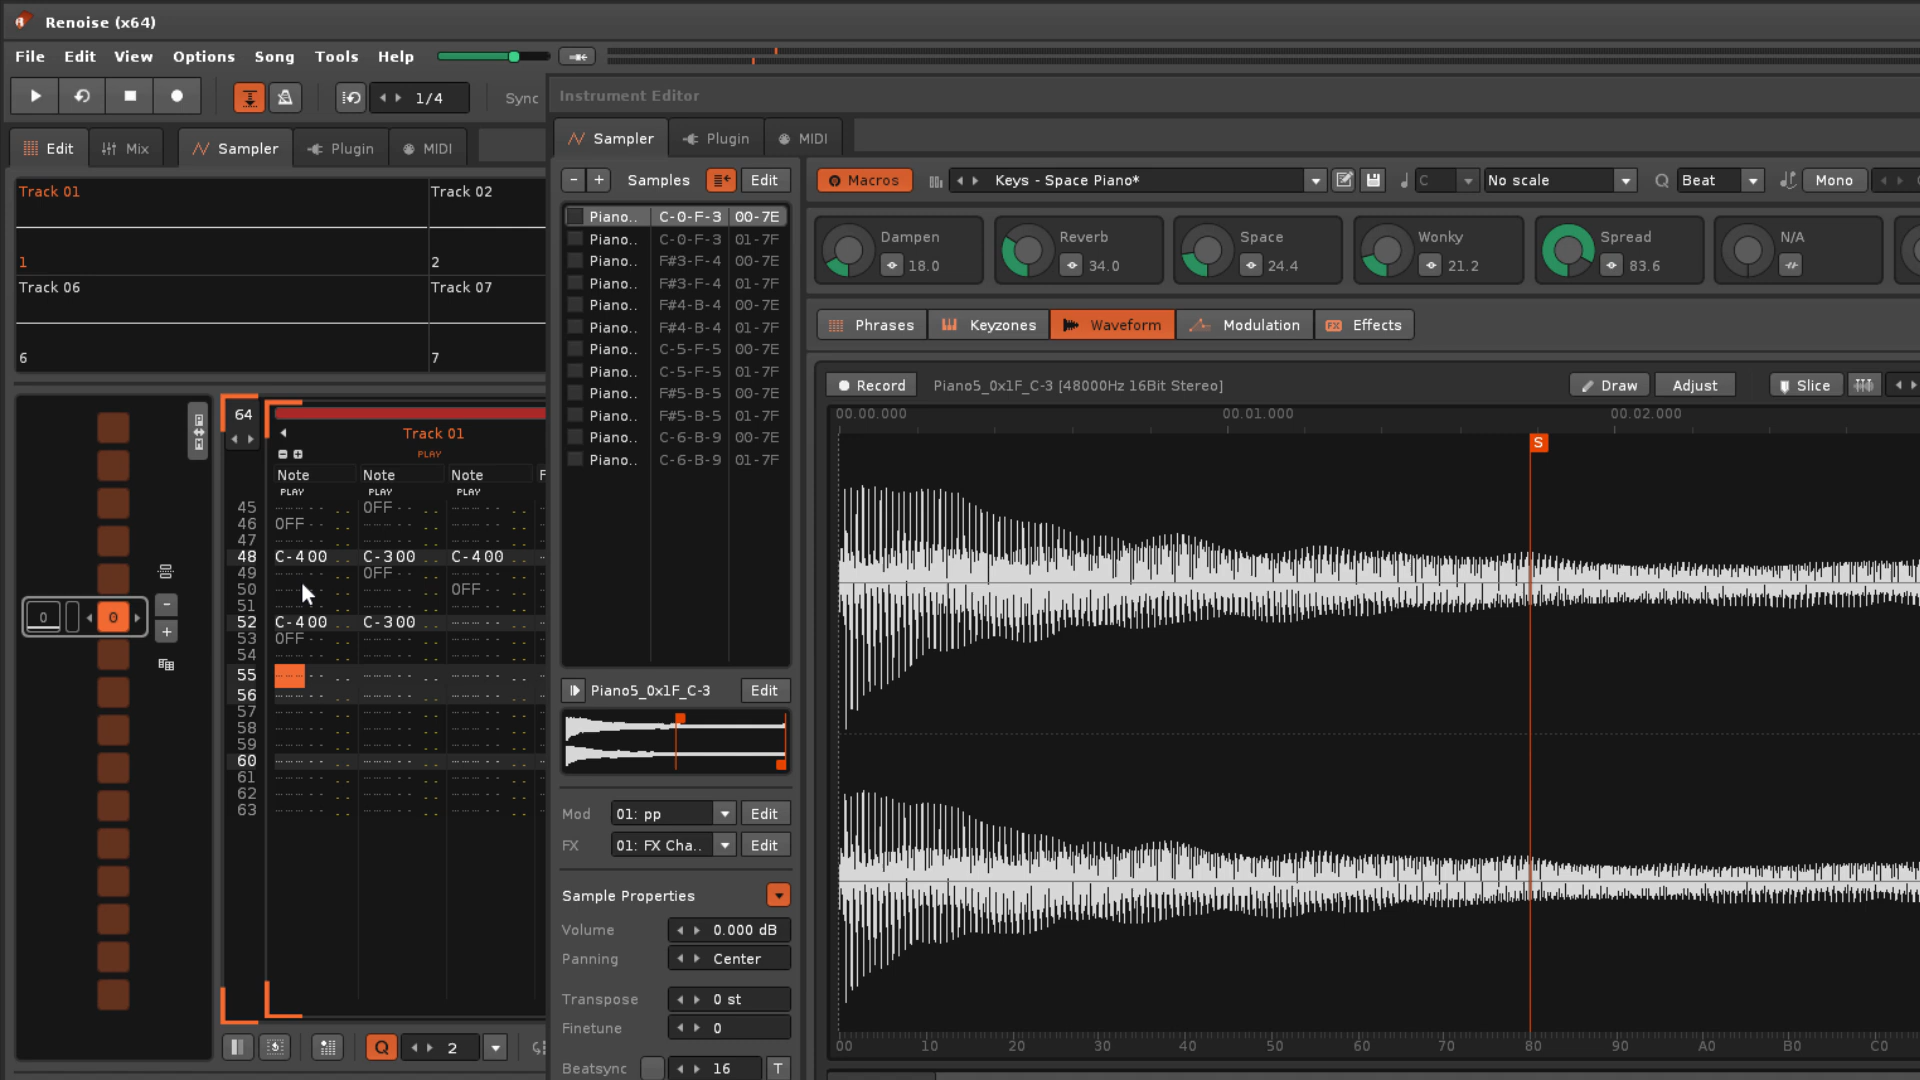 Renoise (x64)
File Edit View Options Song Tools Help
1/4 Sync
Instrument Editor
Edit Mix Sampler Plugin MIDI
Sampler Plugin MIDI
Track 01 Track 02
1 2
Track 06 Track 07
6 7
- + Samples Edit
Piano.. C-0-F-3 00-7E
Piano.. C-0-F-3 01-7F
Piano.. F#3-F-4 00-7E
Piano.. F#3-F-4 01-7F
Piano.. F#4-B-4 00-7E
Piano.. F#4-B-4 01-7F
Piano.. C-5-F-5 00-7E
Piano.. C-5-F-5 01-7F
Piano.. F#5-B-5 00-7E
Piano.. F#5-B-5 01-7F
Piano.. C-6-B-9 00-7E
Piano.. C-6-B-9 01-7F
Macros Keys - Space Piano* C No scale Q Beat Mono
Dampen 18.0
Reverb 34.0
Space 24.4
Wonky 21.2
Spread 83.6
N/A
Phrases Keyzones Waveform Modulation FX Effects
Record Piano5_0x1F_C-3 [48000Hz 16Bit Stereo] Draw Adjust Slice
00.00.000 00.01.000 00.02.000
S
64
Track 01
PLAY
Note Note Note
PLAY PLAY PLAY
45 OFF
46 OFF
47
48 C-400 C-300 C-400
49 OFF
50 OFF
51
52 C-400 C-300
53 OFF
54
55
56
57
58
59
60
61
62
63
0 0
- +
Q 2
Piano5_0x1F_C-3 Edit
Mod 01: pp Edit
FX 01: FX Cha.. Edit
Sample Properties
Volume 0.000 dB
Panning Center
Transpose 0 st
Finetune 0
Beatsync 16 T
00 10 20 30 40 50 60 70 80 90 A0 B0 C0